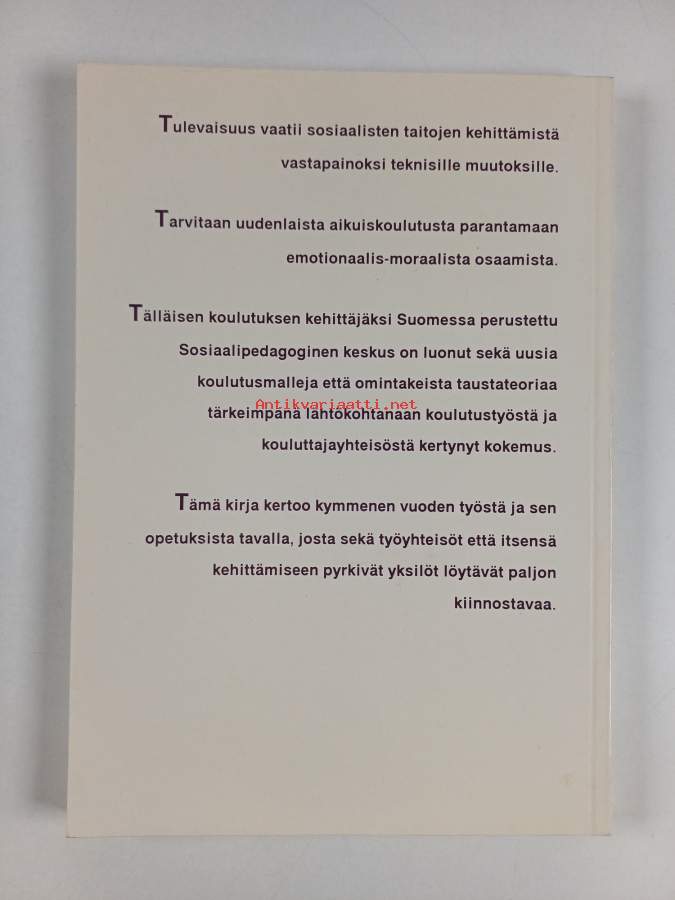 Tulevaisuus vaatii sosiaalisten taitojen kehittämistä
vastapainoksi teknisille muutoksille.
Tarvitaan uudenlaista aikuiskoulutusta parantamaan
emotionaalis-moraalista osaamista.
Tälläisen koulutuksen kehittäjäksi Suomessa perustettu
Sosiaalipedagoginen keskus on luonut sekä uusia
koulutusmalleja että omintakeista taustateoriaa
Antikvariaatti.net
tärkeimpänä lähtökohtanaan koulutustyöstä ja
kouluttajayhteisöstä kertynyt kokemus.
Tämä kirja kertoo kymmenen vuoden työstä ja sen
opetuksista tavalla, josta sekä työyhteisöt että itsensä
kehittämiseen pyrkivät yksilöt löytävät paljon
kiinnostavaa.